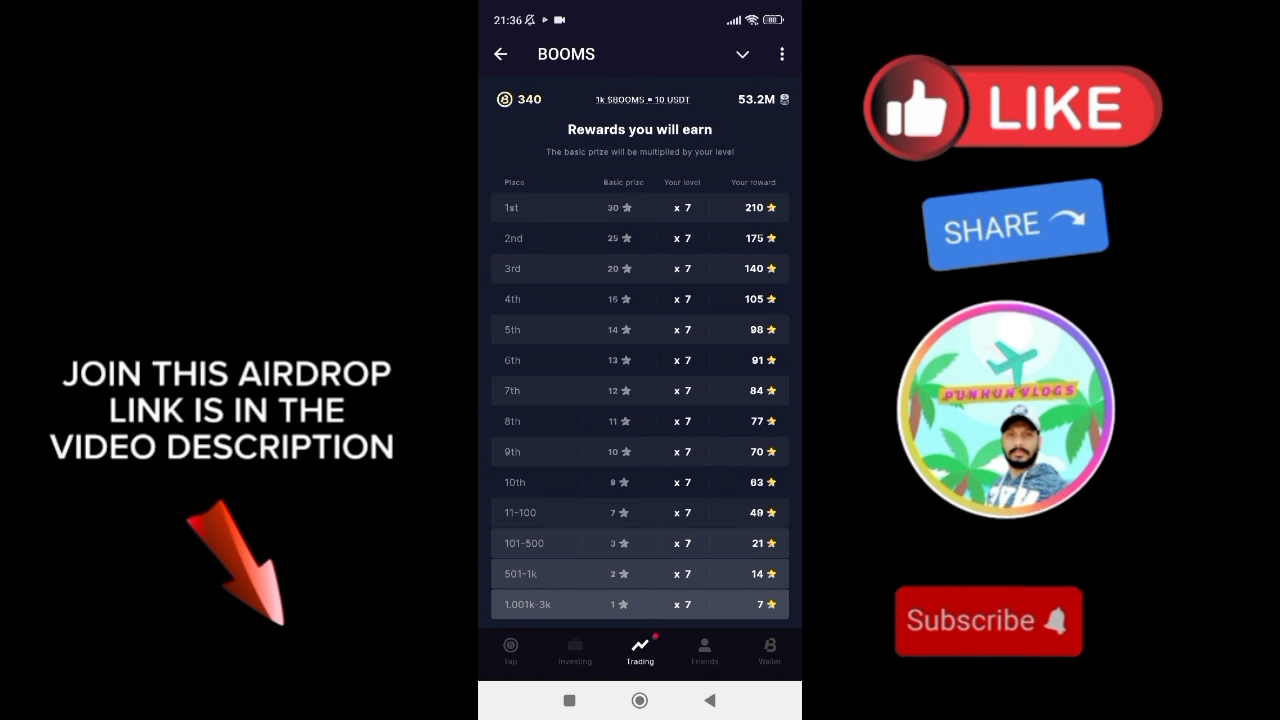 21:36
BOOMS
340 1k $BOOMS = 10 USDT 53.2M
Rewards you will earn
The basic prize will be multiplied by your level
Place Basic prize Your level Your reward
1st 30 x 7 210
2nd 25 x 7 175
3rd 20 x 7 140
4th 15 x 7 105
5th 14 x 7 98
6th 13 x 7 91
7th 12 x 7 84
8th 11 x 7 77
9th 10 x 7 70
10th 9 x 7 63
11-100 7 x 7 49
101-500 3 x 7 21
501-1k 2 x 7 14
1.001k-3k 1 x 7 7
Tap Investing Trading Friends Wallet
JOIN THIS AIRDROP
LINK IS IN THE
VIDEO DESCRIPTION
LIKE
SHARE
PUNHUN VLOGS
Subscribe